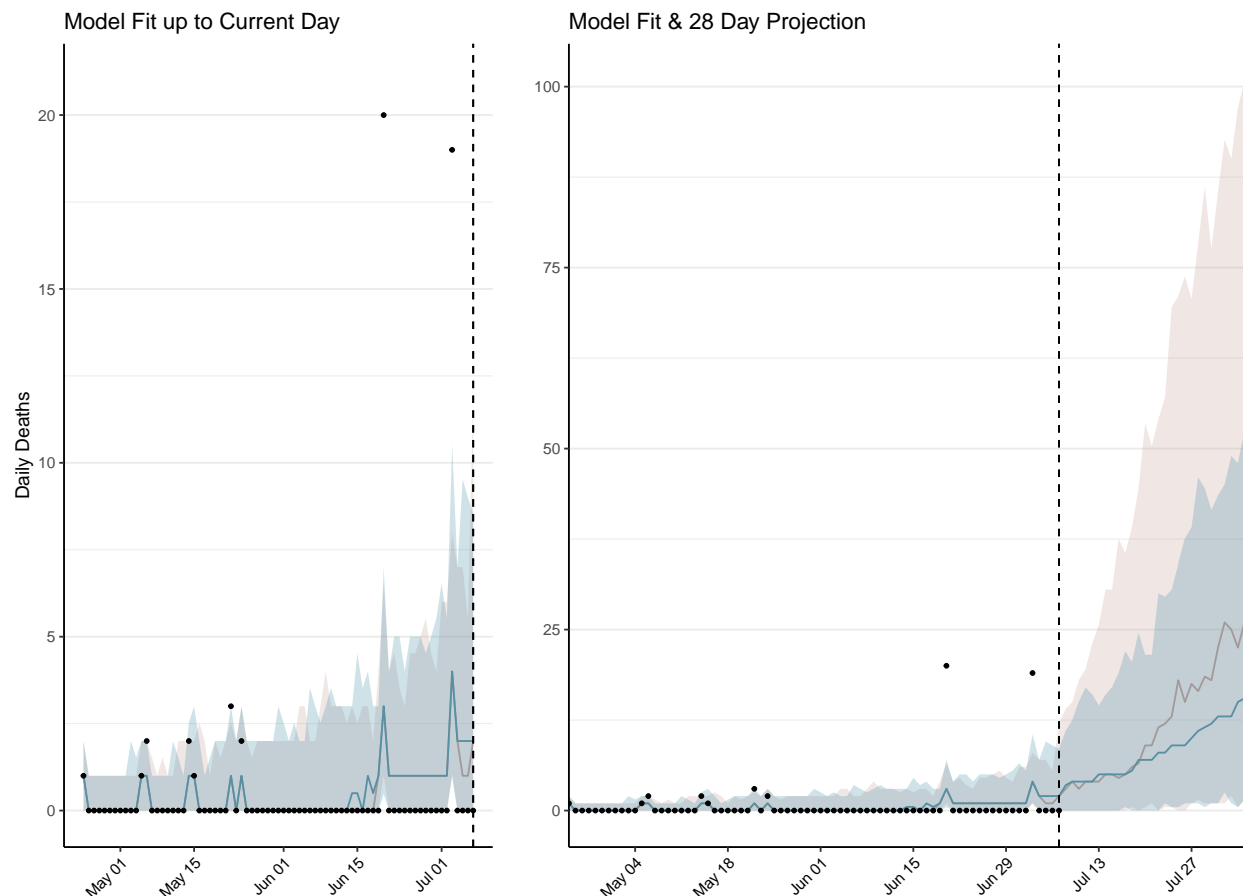 Model Fit up to Current Day
Daily Deaths
20
15
10
5
0
May 01
May 15
Jun 01
Jun 15
Jul 01
Model Fit & 28 Day Projection
100
75
50
25
0
May 04
May 18
Jun 01
Jun 15
Jun 29
Jul 13
Jul 27